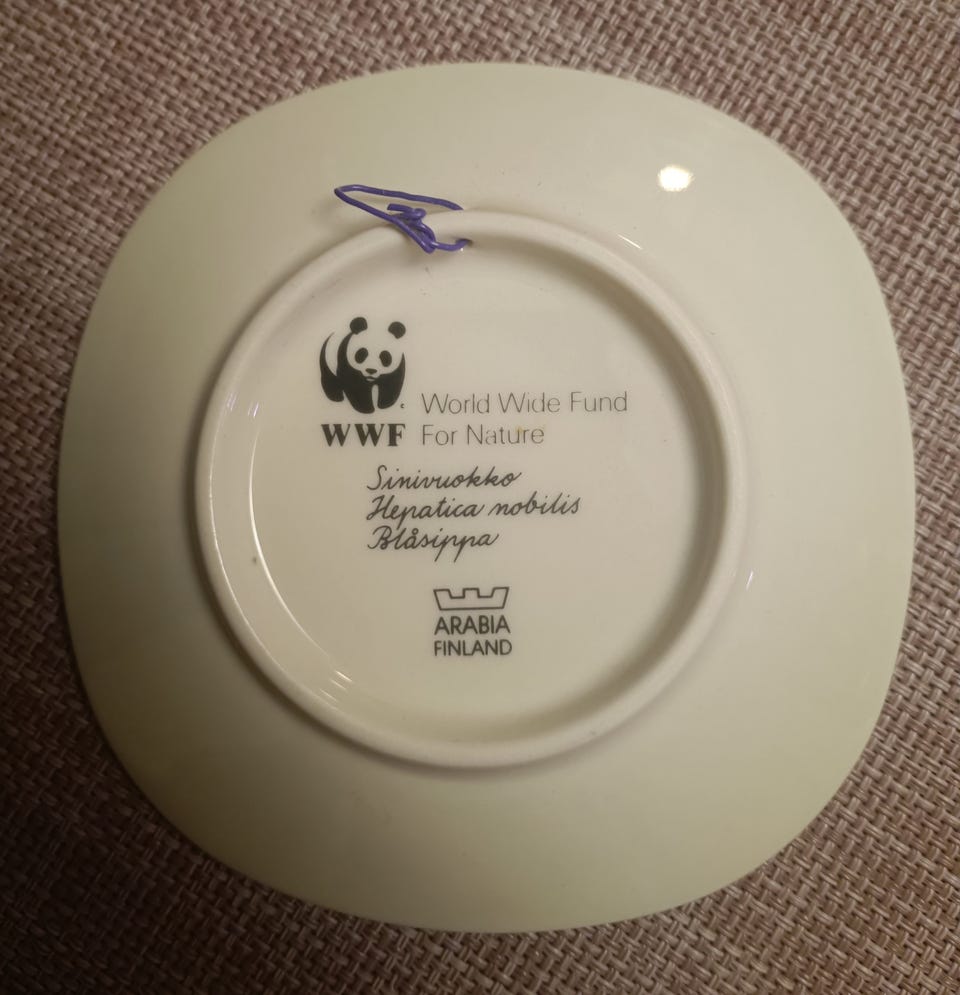 World Wide Fund
WWF For Nature
Sinivuokko
Hepatica nobilis
Blåsippa
ARABIA
FINLAND